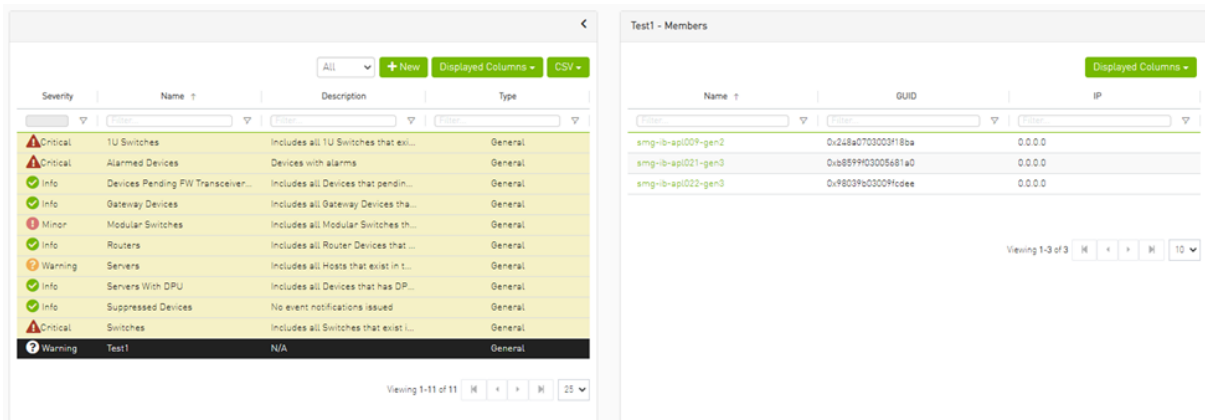 Test1 - Members
All
+ New
Displayed Columns
CSV
Severity Name ↑ Description Type
Filter... Filter... Filter...
Critical 1U Switches Includes all 1U Switches that exi... General
Critical Alarmed Devices Devices with alarms General
Info Devices Pending FW Transceiver... Includes all Devices that pendin... General
Info Gateway Devices Includes all Gateway Devices tha... General
Minor Modular Switches Includes all Modular Switches th... General
Info Routers Includes all Router Devices that ... General
Warning Servers Includes all Hosts that exist in t... General
Info Servers With DPU Includes all Devices that has DP... General
Info Suppressed Devices No event notifications issued General
Critical Switches Includes all Switches that exist i... General
Warning Test1 N/A General
Viewing 1-11 of 11 25
Displayed Columns
Name ↑ GUID IP
Filter... Filter... Filter...
smg-ib-apl009-gen2 0x248a0703003f18ba 0.0.0.0
smg-ib-apl021-gen3 0xb8599f03005681a0 0.0.0.0
smg-ib-apl022-gen3 0x98039b03009fcdee 0.0.0.0
Viewing 1-3 of 3 10